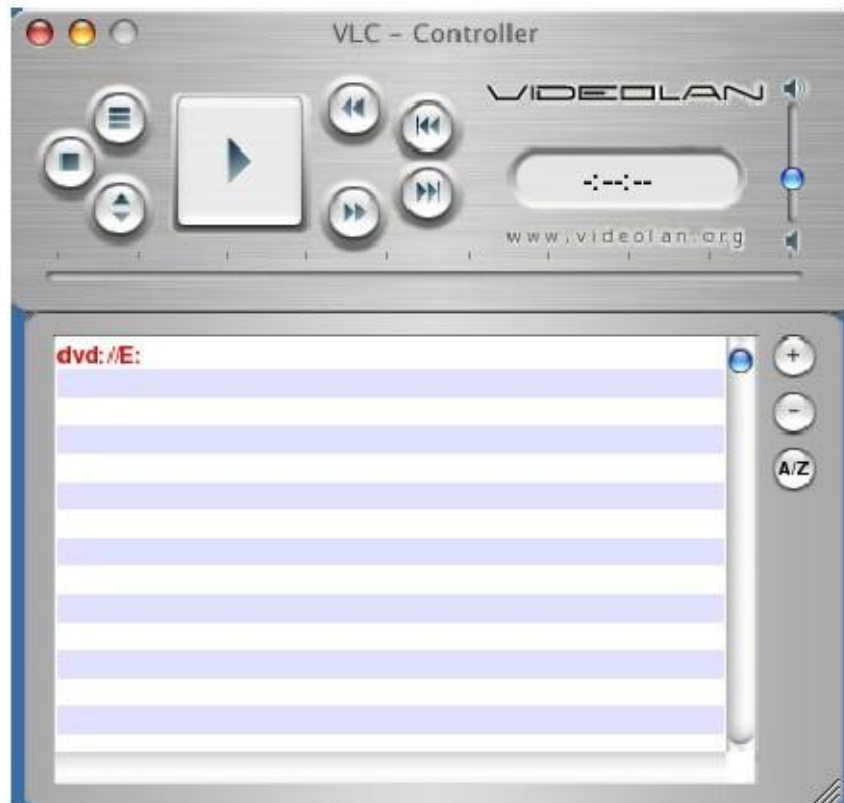 VLC – Controller
VIDEOLAN
-:--:--
www.videolan.org
dvd://E:
+
-
A/Z